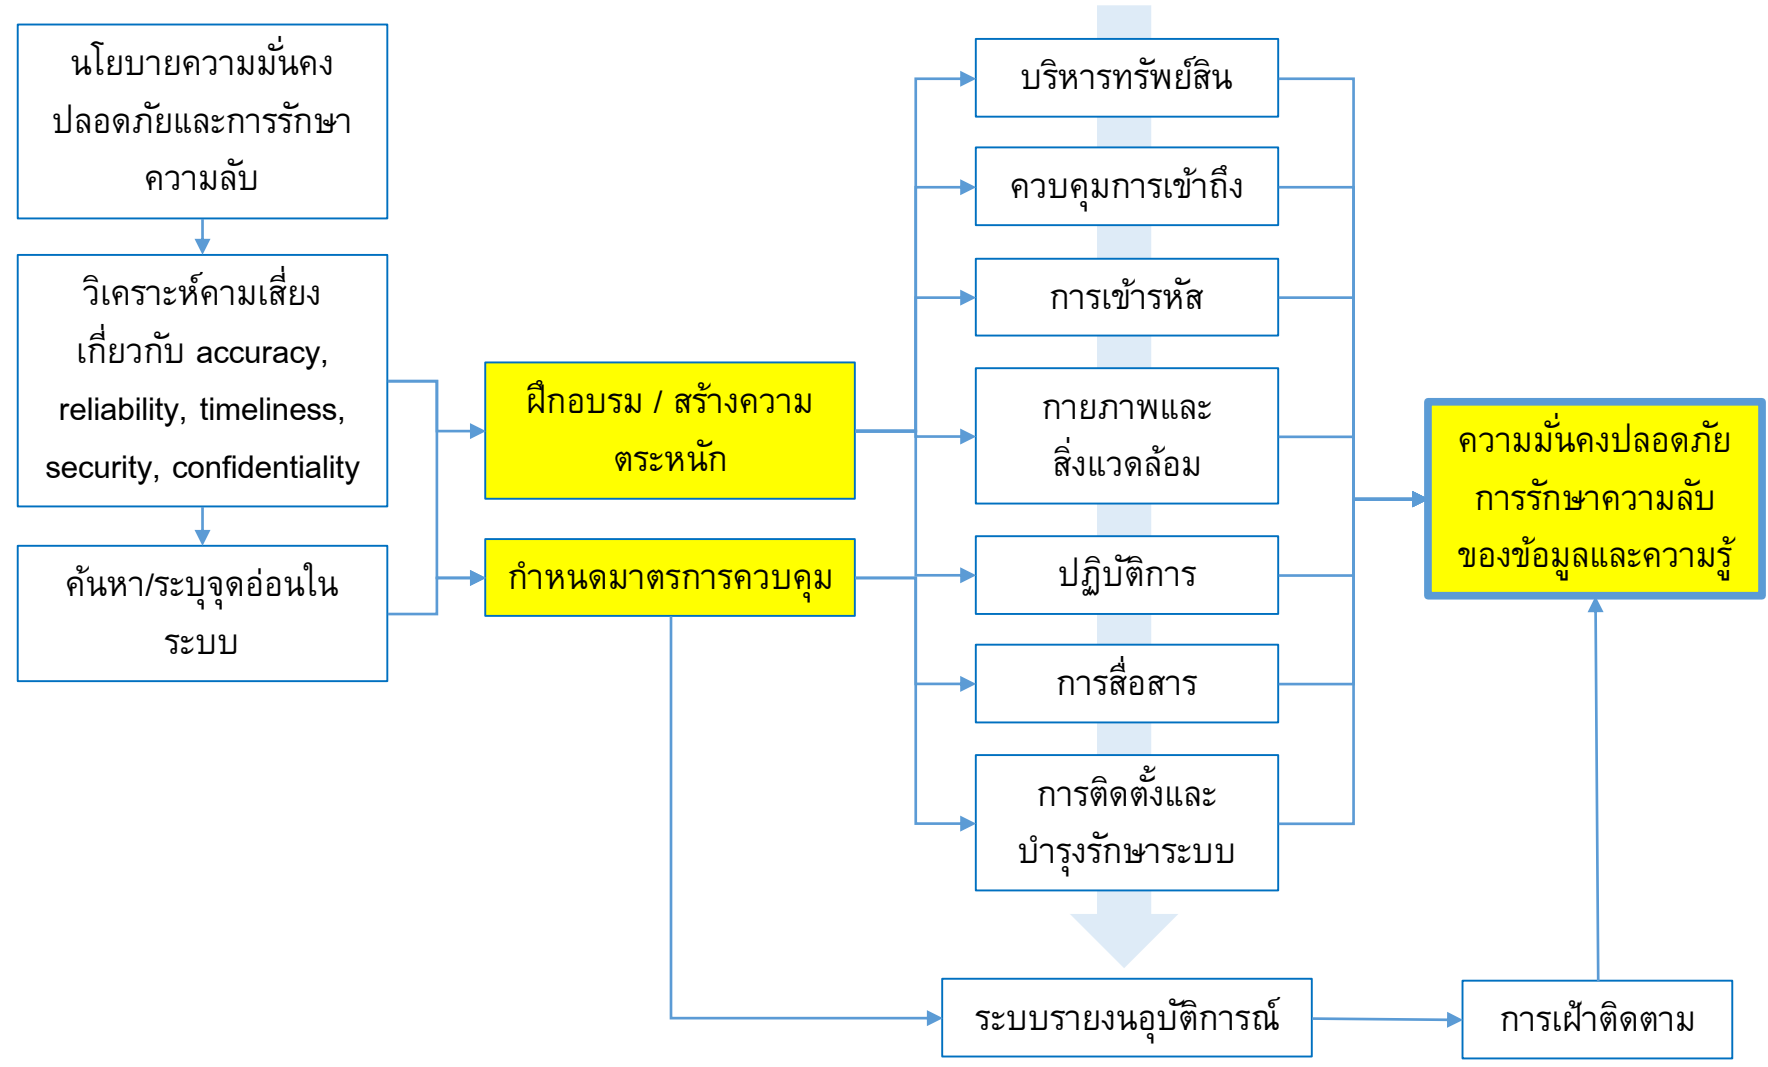 นโยบายความมั่นคง
ปลอดภัยและการรักษา
ความลับ
วิเคราะห์คามเสี่ยง
เกี่ยวกับ accuracy,
reliability, timeliness,
security, confidentiality
ค้นหา/ระบุจุดอ่อนใน
ระบบ
ฝึกอบรม / สร้างความ
ตระหนัก
กำหนดมาตรการควบคุม
บริหารทรัพย์สิน
ควบคุมการเข้าถึง
การเข้ารหัส
กายภาพและ
สิ่งแวดล้อม
ปฏิบัติการ
การสื่อสาร
การติดตั้งและ
บำรุงรักษาระบบ
ระบบรายงนอุบัติการณ์
การเฝ้าติดตาม
ความมั่นคงปลอดภัย
การรักษาความลับ
ของข้อมูลและความรู้